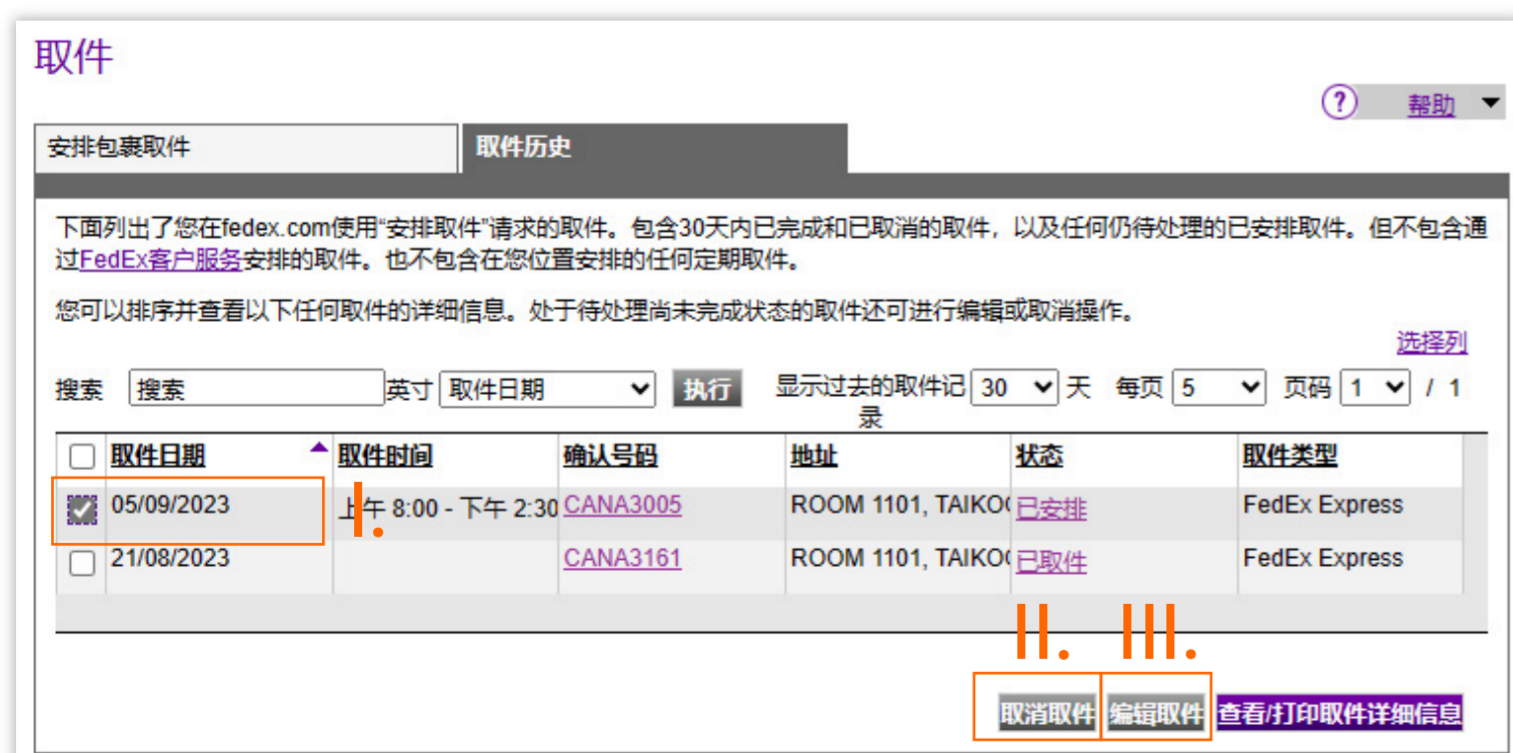 取件
? 帮助
安排包裹取件 取件历史
下面列出了您在fedex.com使用“安排取件”请求的取件。包含30天内已完成和已取消的取件，以及任何仍待处理的已安排取件。但不包含通
过FedEx客户服务安排的取件。也不包含在您位置安排的任何定期取件。
您可以排序并查看以下任何取件的详细信息。处于待处理尚未完成状态的取件还可进行编辑或取消操作。
选择列
搜索 搜索 英寸 取件日期 执行 显示过去的取件记 30 天 每页 5 页码 1 / 1
录
取件日期 取件时间 确认号码 地址 状态 取件类型
05/09/2023 上午 8:00 - 下午 2:30 CANA3005 ROOM 1101, TAIKOO 已安排 FedEx Express
I.
21/08/2023 CANA3161 ROOM 1101, TAIKOO 已取件 FedEx Express
II. III.
取消取件 编辑取件 查看/打印取件详细信息